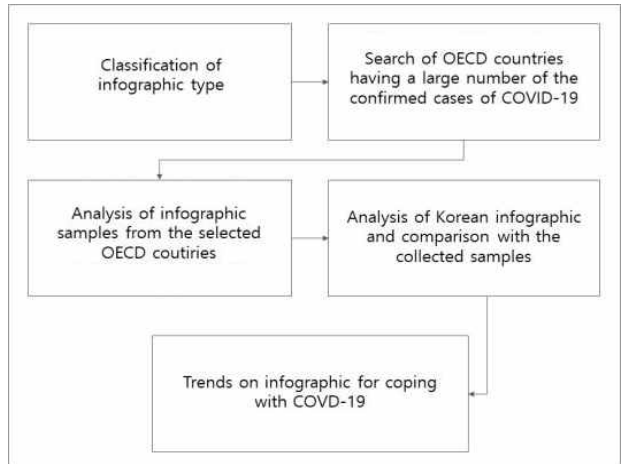 Classification of
infographic type
Search of OECD countries
having a large number of the
confirmed cases of COVID-19
Analysis of infographic
samples from the selected
OECD coutiries
Analysis of Korean infographic
and comparison with the
collected samples
Trends on infographic for coping
with COVD-19